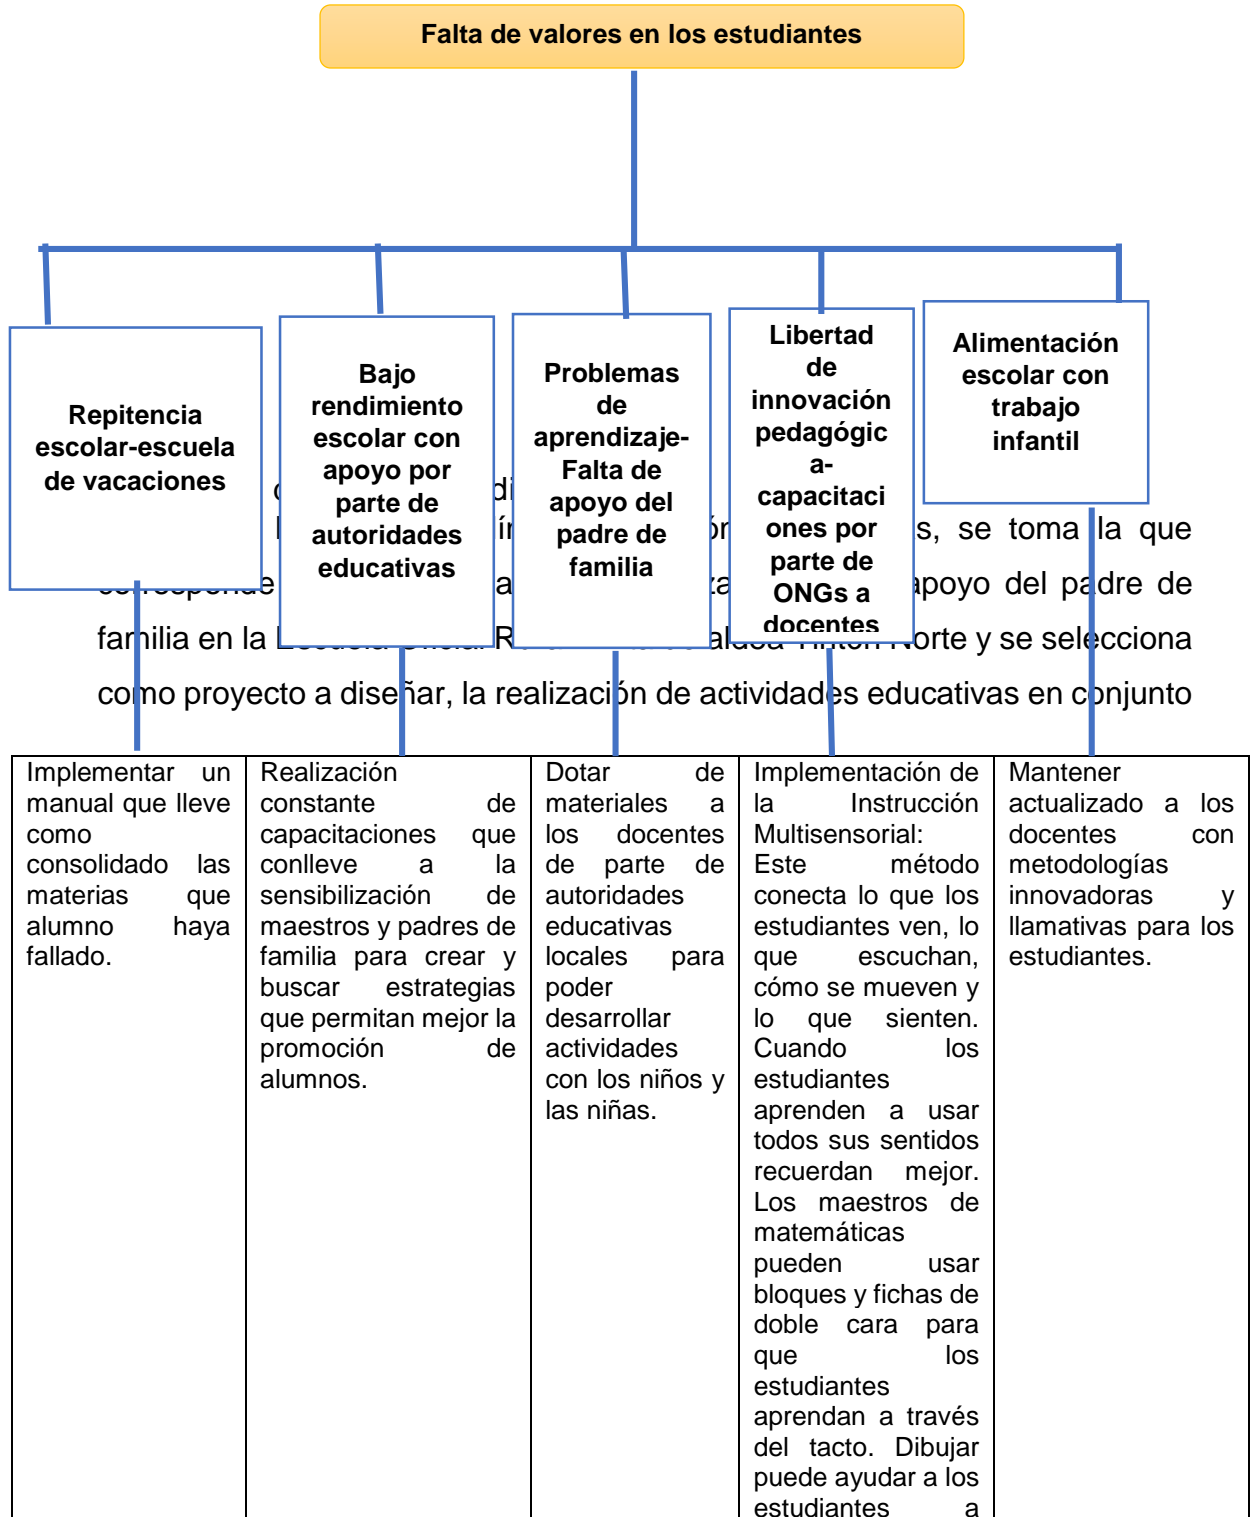 Falta de valores en los estudiantes
Repitencia
escolar-escuela
de vacaciones
Bajo
rendimiento
escolar con
apoyo por
parte de
autoridades
educativas
Problemas
de
aprendizaje-
Falta de
apoyo del
padre de
familia
Libertad
de
innovación
pedagógic
a-
capacitaci
ones por
parte de
ONGs a
docentes
Alimentación
escolar con
trabajo
infantil
se toma la que
corresponde apoyo del padre de
familia en la Norte y se selecciona
como proyecto a diseñar, la realización de actividades educativas en conjunto
Implementar un
manual que lleve
como
consolidado las
materias que
alumno haya
fallado.
Realización
constante de
capacitaciones que
conlleve a la
sensibilización de
maestros y padres de
familia para crear y
buscar estrategias
que permitan mejor la
promoción de
alumnos.
Dotar de
materiales a
los docentes
de parte de
autoridades
educativas
locales para
poder
desarrollar
actividades
con los niños y
las niñas.
Implementación de
la Instrucción
Multisensorial:
Este método
conecta lo que los
estudiantes ven, lo
que escuchan,
cómo se mueven y
lo que sienten.
Cuando los
estudiantes
aprenden a usar
todos sus sentidos
recuerdan mejor.
Los maestros de
matemáticas
pueden usar
bloques y fichas de
doble cara para
que los
estudiantes
aprendan a través
del tacto. Dibujar
puede ayudar a los
estudiantes a
Mantener
actualizado a los
docentes con
metodologías
innovadoras y
llamativas para los
estudiantes.